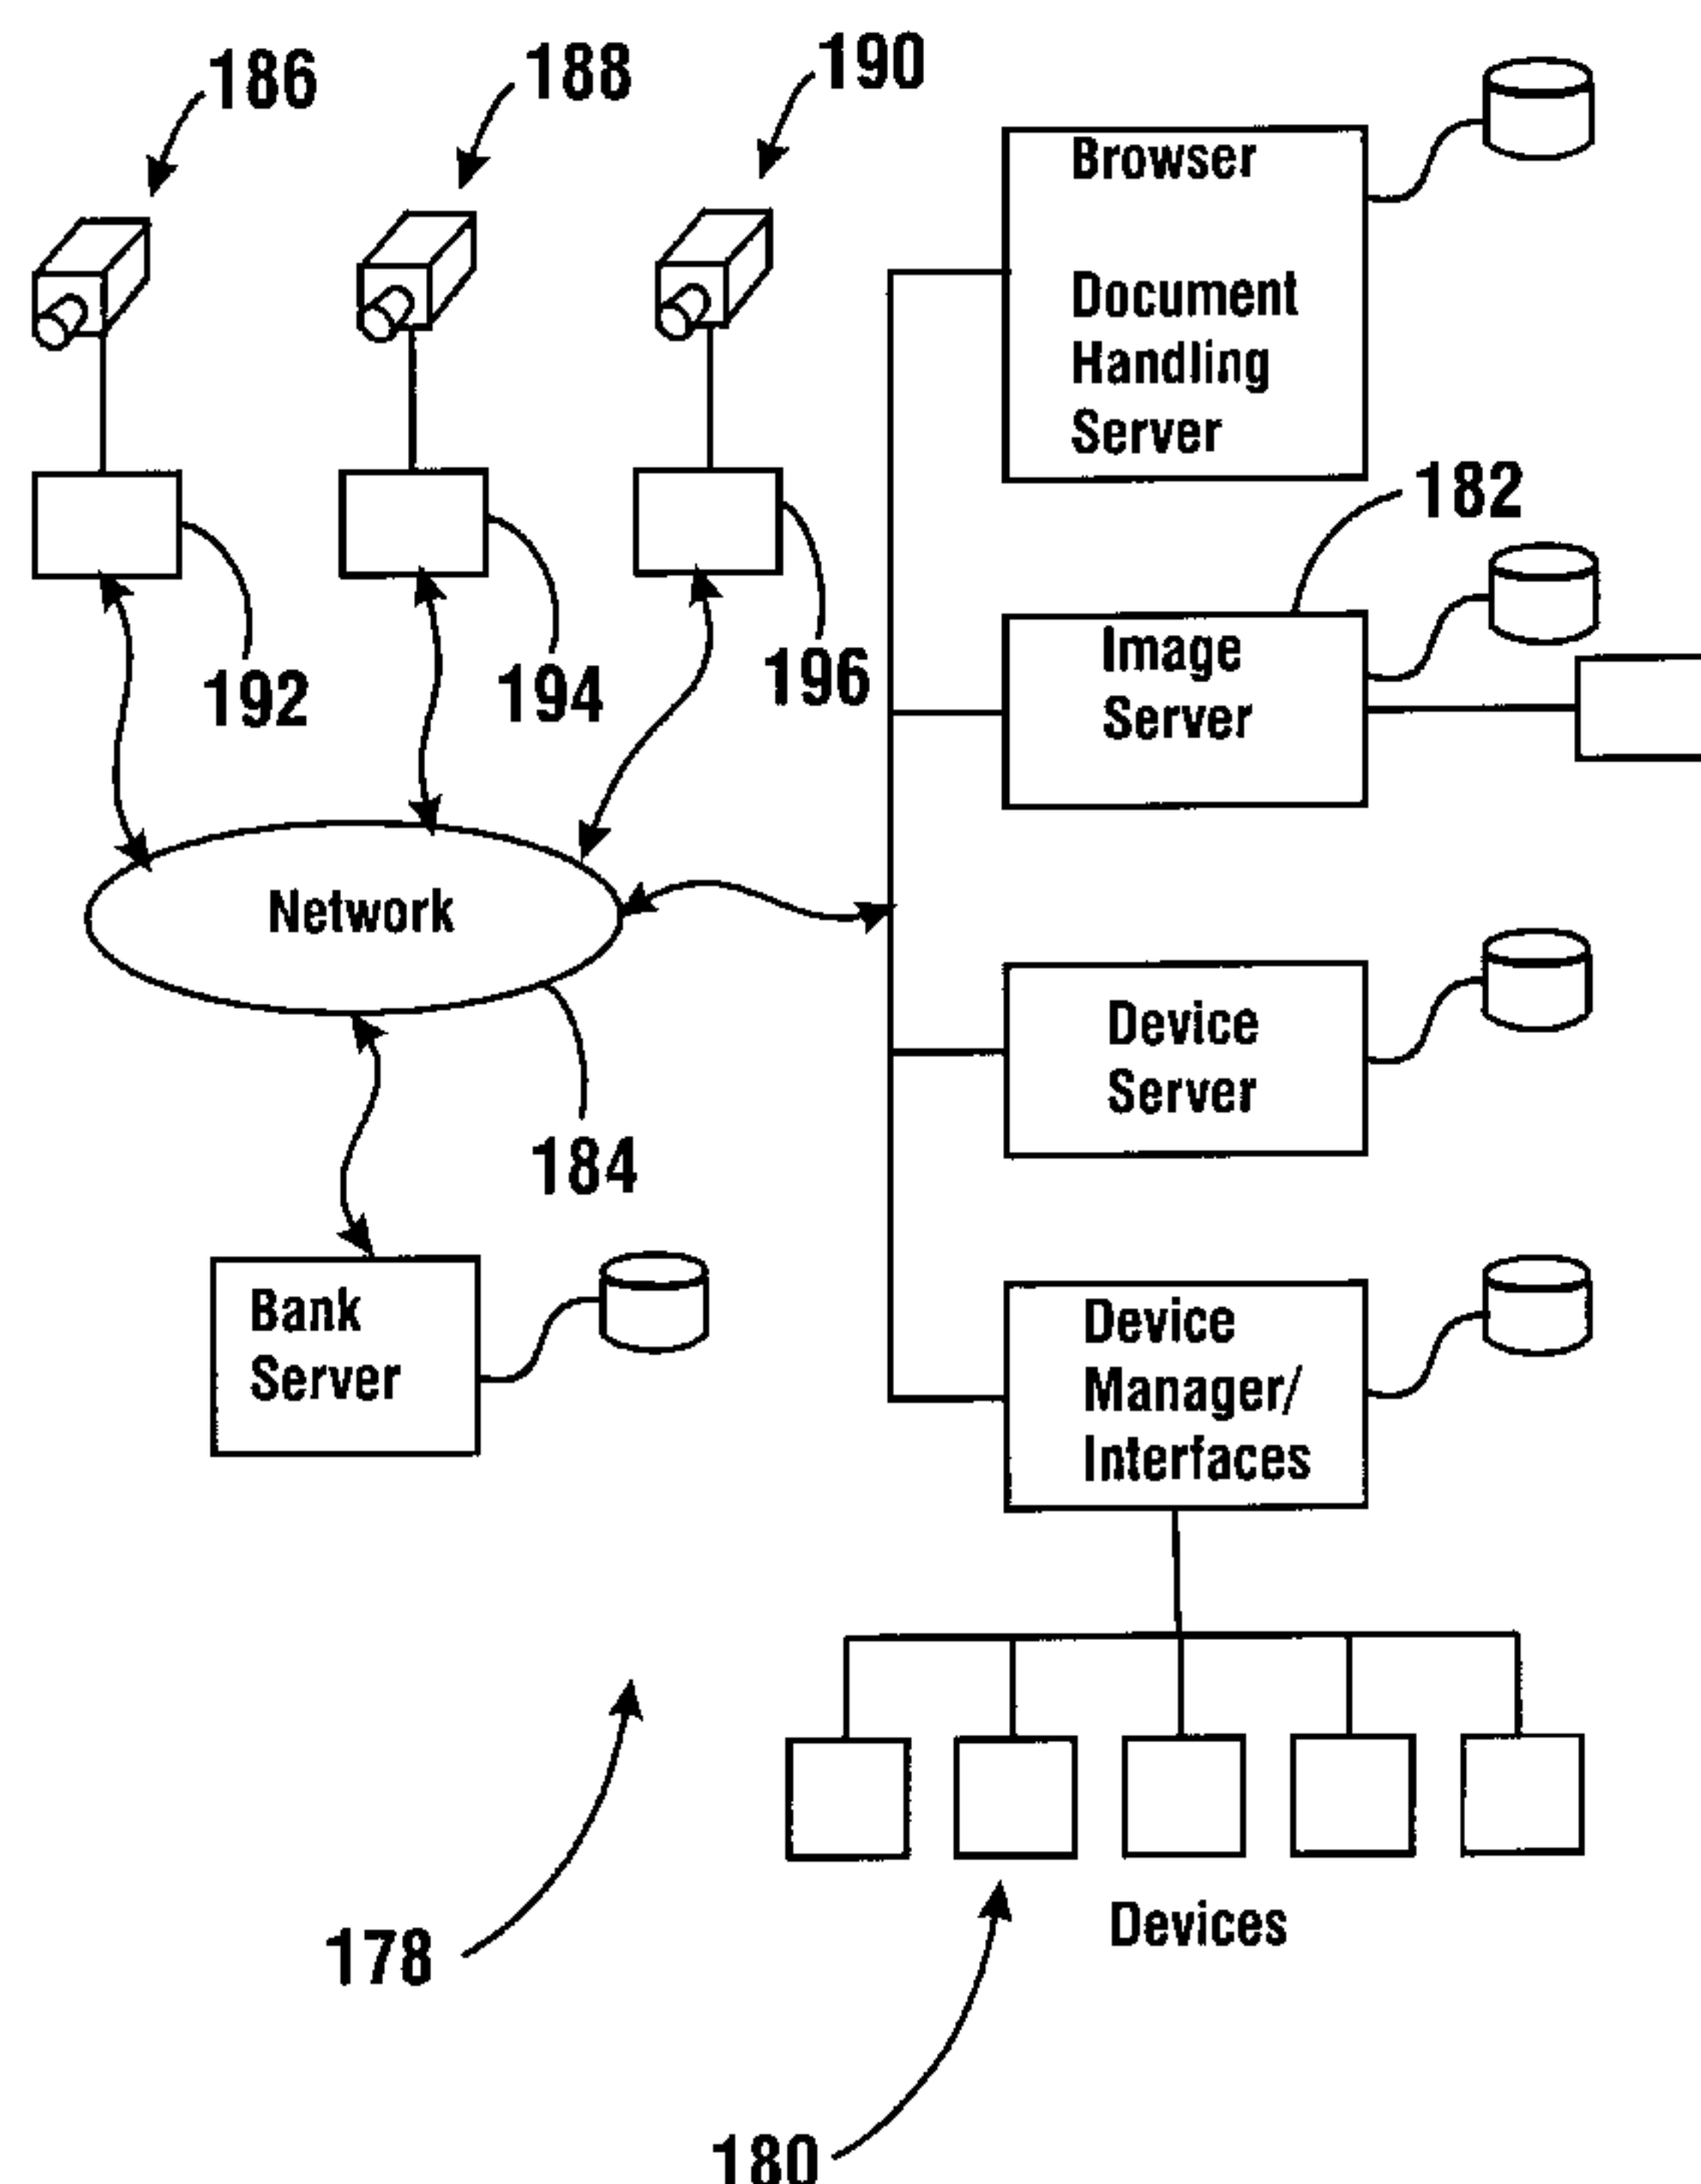 186
188
190
Browser
Document
Handling
Server
182
Image
Server
192
194
196
Network
Device
Server
184
Bank
Server
Device
Manager/
Interfaces
178
Devices
180